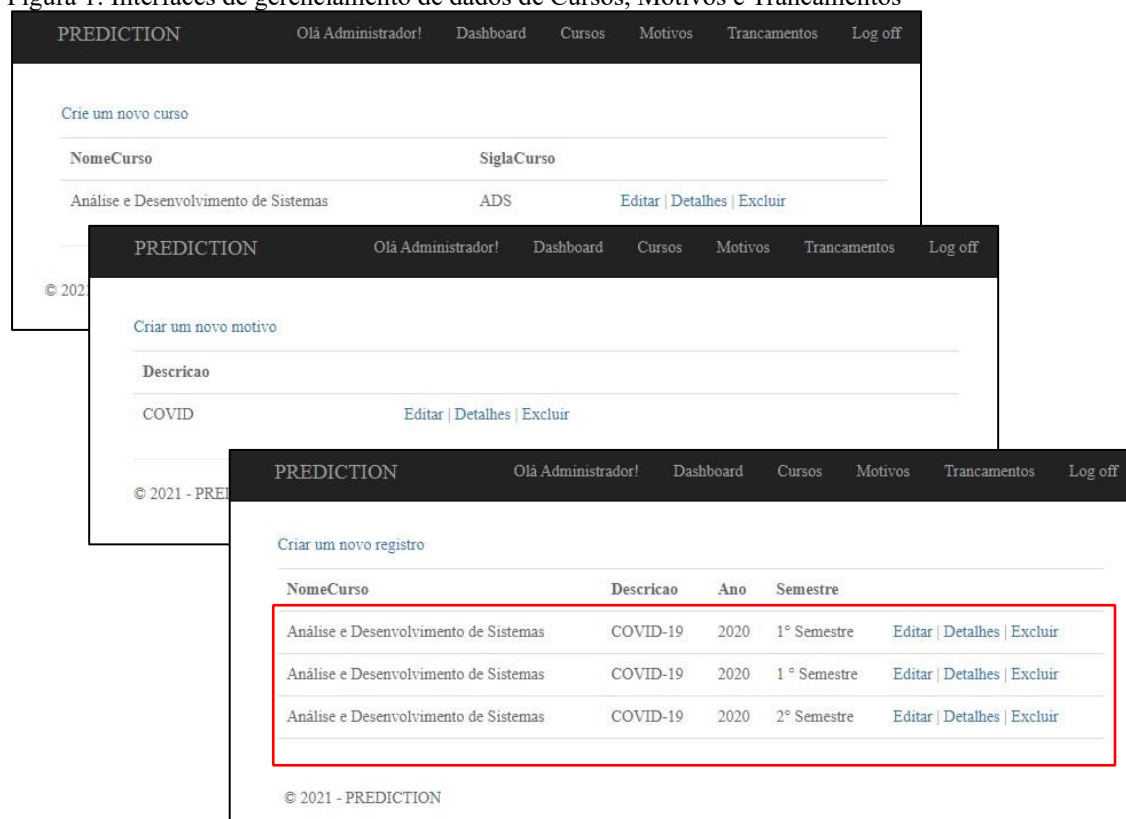 Figura 1: Interfaces de gerenciamento de dados de Cursos, Motivos e Trancamentos
PREDICTION Olá Administrador! Dashboard Cursos Motivos Trancamentos Log off
Crie um novo curso
NomeCurso SiglaCurso
Análise e Desenvolvimento de Sistemas ADS Editar | Detalhes | Excluir
© 202
PREDICTION Olá Administrador! Dashboard Cursos Motivos Trancamentos Log off
Criar um novo motivo
Descricao
COVID Editar | Detalhes | Excluir
© 2021 - PRE
PREDICTION Olá Administrador! Dashboard Cursos Motivos Trancamentos Log off
Criar um novo registro
NomeCurso Descricao Ano Semestre
Análise e Desenvolvimento de Sistemas COVID-19 2020 1° Semestre Editar | Detalhes | Excluir
Análise e Desenvolvimento de Sistemas COVID-19 2020 1 ° Semestre Editar | Detalhes | Excluir
Análise e Desenvolvimento de Sistemas COVID-19 2020 2° Semestre Editar | Detalhes | Excluir
© 2021 - PREDICTION